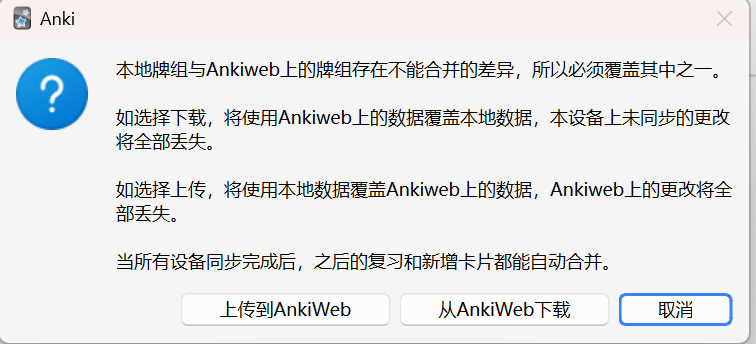 Anki
本地牌组与Ankiweb上的牌组存在不能合并的差异，所以必须覆盖其中之一。
如选择下载，将使用Ankiweb上的数据覆盖本地数据，本设备上未同步的更改
将全部丢失。
如选择上传，将使用本地数据覆盖Ankiweb上的数据，Ankiweb上的更改将全
部丢失。
当所有设备同步完成后，之后的复习和新增卡片都能自动合并。
上传到AnkiWeb
从AnkiWeb下载
取消